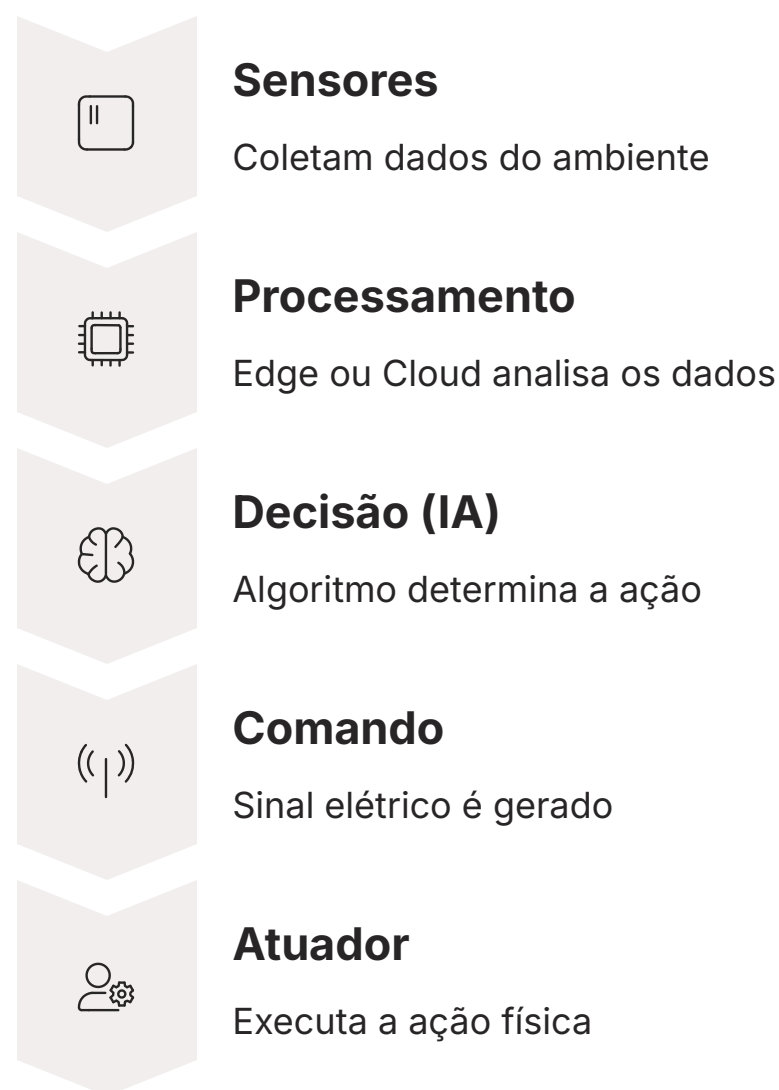 Sensores
Coletam dados do ambiente
Processamento
Edge ou Cloud analisa os dados
Decisão (IA)
Algoritmo determina a ação
Comando
Sinal elétrico é gerado
Atuador
Executa a ação física